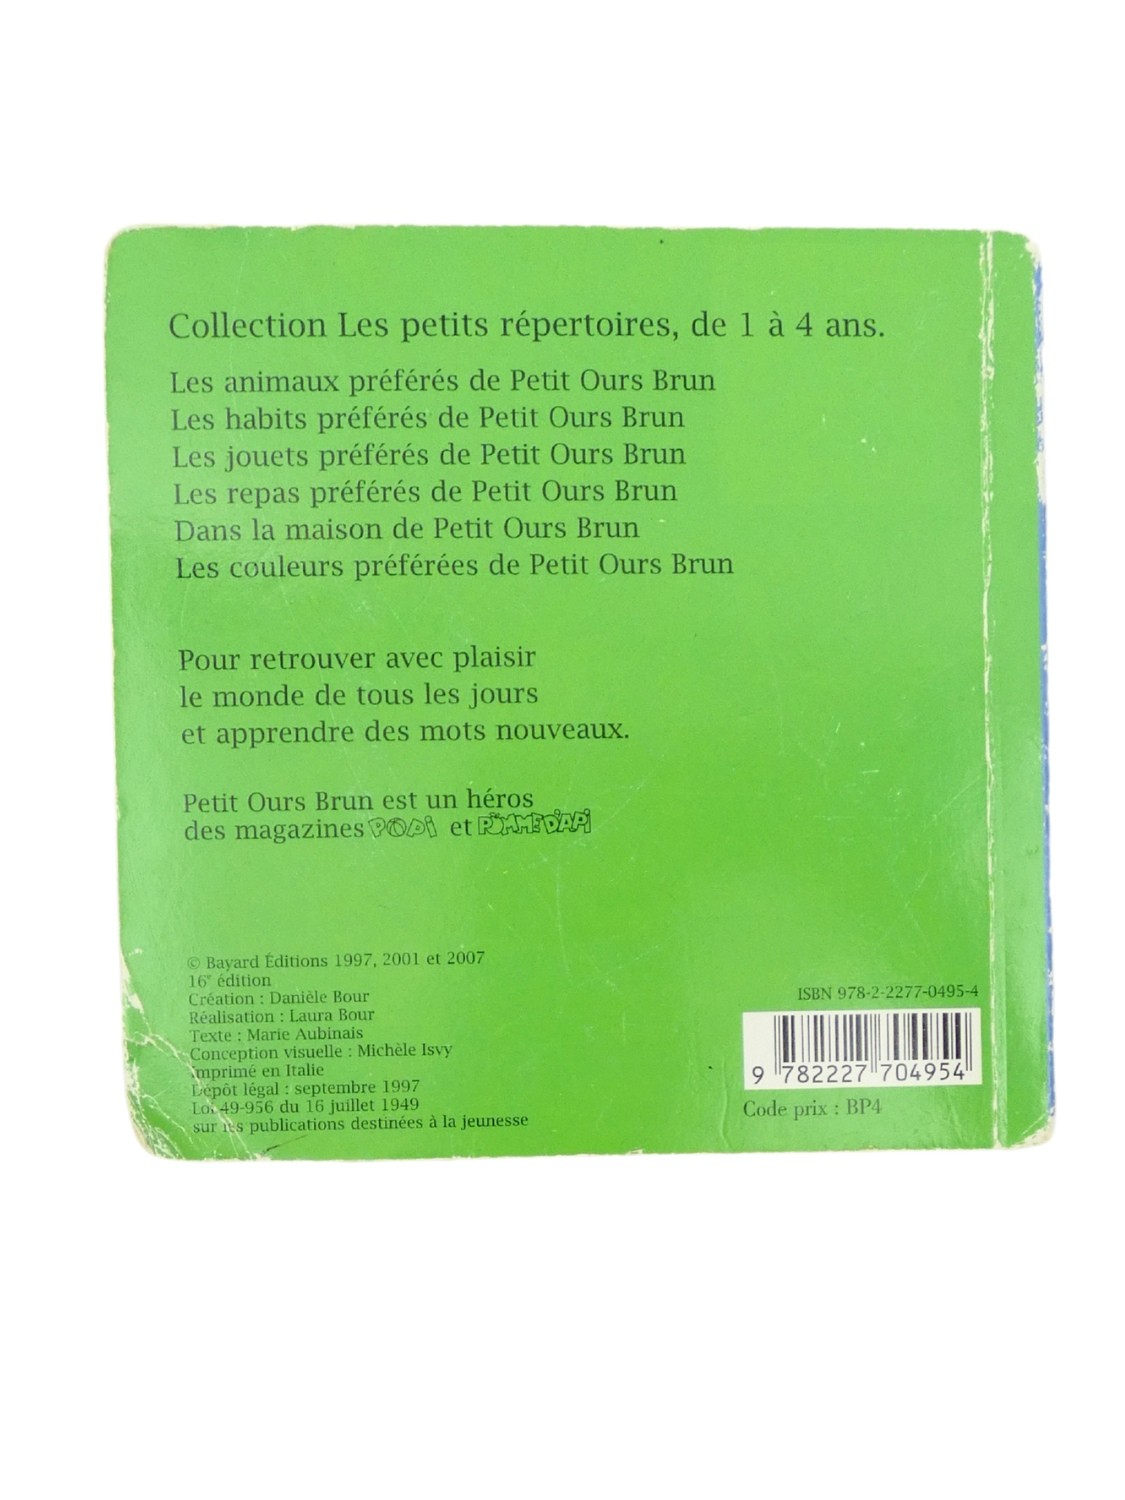 Collection Les petits répertoires, de 1 à 4 ans.
Les animaux préférés de Petit Ours Brun
Les habits préférés de Petit Ours Brun
Les jouets préférés de Petit Ours Brun
Les repas préférés de Petit Ours Brun
Dans la maison de Petit Ours Brun
Les couleurs préférées de Petit Ours Brun
Pour retrouver avec plaisir
le monde de tous les jours
et apprendre des mots nouveaux.
Petit Ours Brun est un héros
des magazines POPi et POMME D'API
© Bayard Éditions 1997, 2001 et 2007
16e édition
Création : Danièle Bour
Réalisation : Laura Bour
Texte : Marie Aubinais
Conception visuelle : Michèle Isvy
Imprimé en Italie
Dépôt légal : septembre 1997
Loi 49-956 du 16 juillet 1949
sur les publications destinées à la jeunesse
ISBN 978-2-2277-0495-4
9 782227 704954
Code prix : BP4